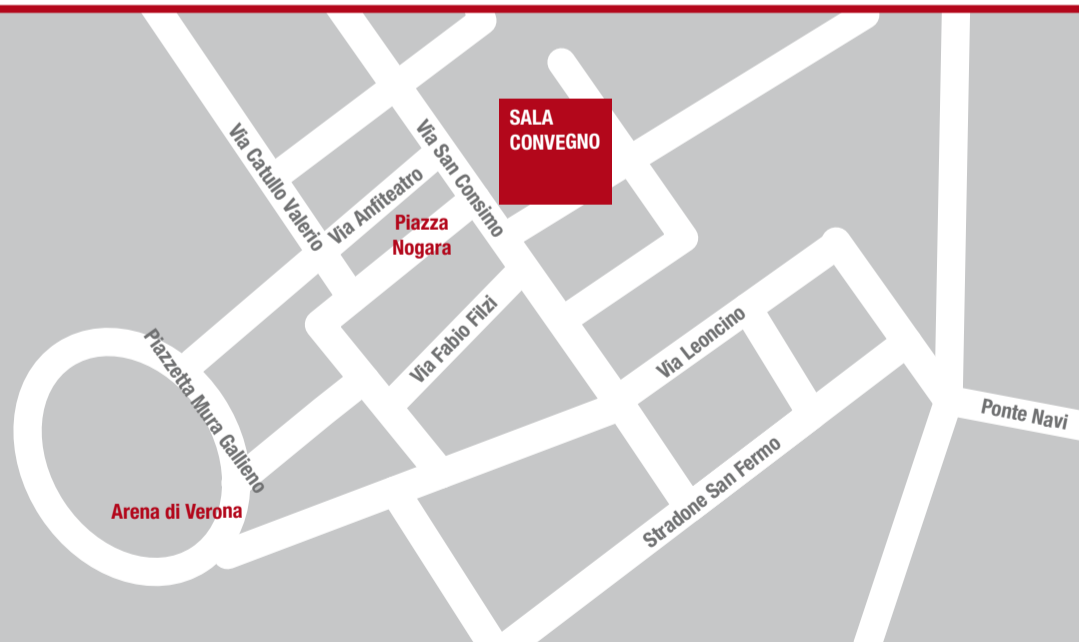 SALA
CONVEGNO
Via Catullo Valerio
Via Anfiteatro
Via San Consimo
Piazza
Nogara
Via Fabio Filzi
Via Leoncino
Piazzetta Mura Gallieno
Ponte Navi
Stradone San Fermo
Arena di Verona